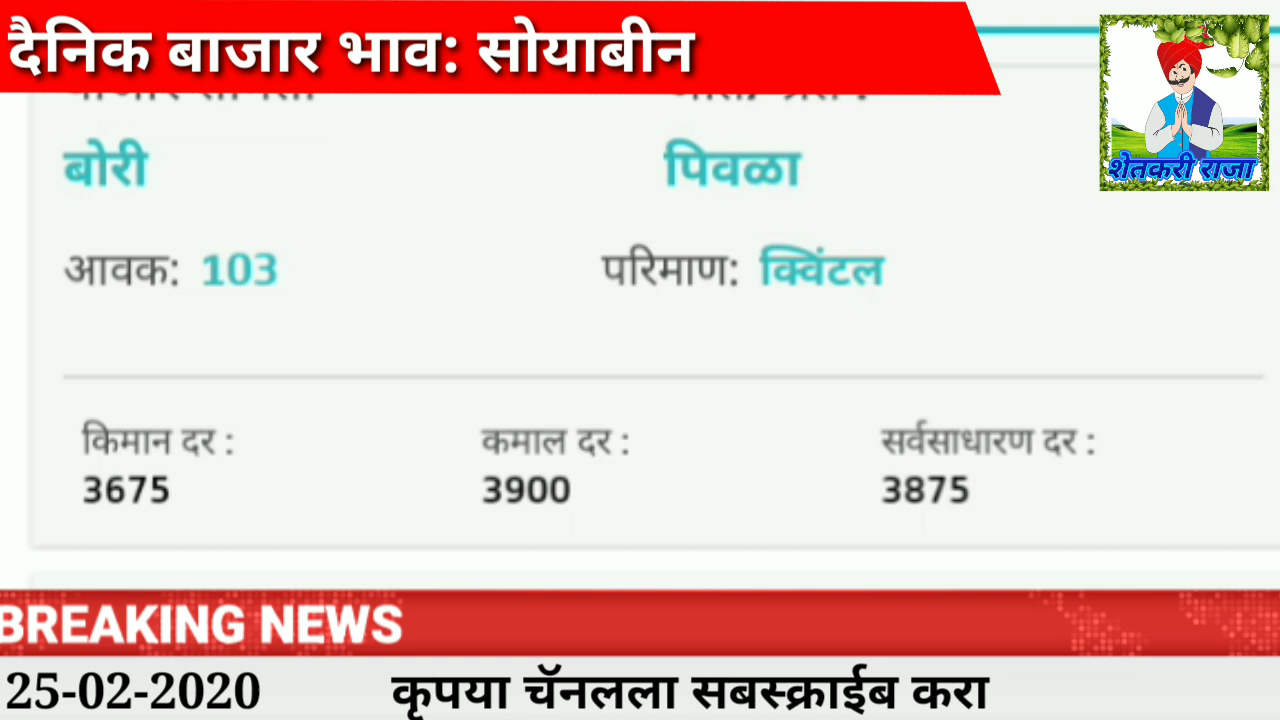 दैनिक बाजार भाव: सोयाबीन
बोरी पिवळा
शेतकरी राजा
आवक: 103 परिमाण: क्विंटल
किमान दर : कमाल दर : सर्वसाधारण दर :
3675 3900 3875
BREAKING NEWS
25-02-2020 कृपया चॅनलला सबस्क्राईब करा